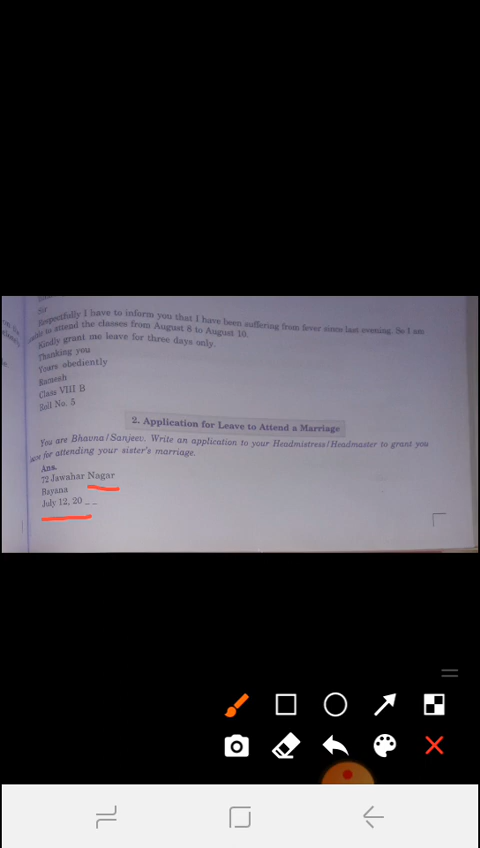 Sir
Respectfully I have to inform you that I have been suffering from fever since last evening. So I am
to attend the classes from August 8 to August 10.
Kindly grant me leave for three days only.
Thanking you
Yours obediently
Ramesh
Class VIII B
Roll No. 5
2. Application for Leave to Attend a Marriage
You are Bhavna/Sanjeev. Write an application to your Headmistress/Headmaster to grant you
for attending your sister's marriage.
Ans.
72 Jawahar Nagar
Bayana
July 12, 20 _ _